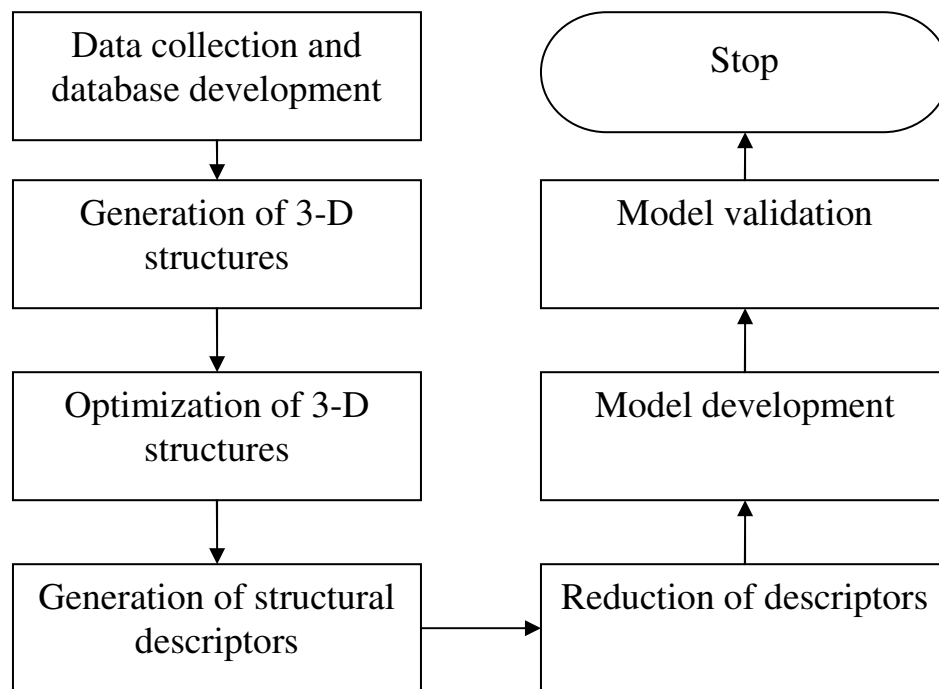 Data collection and
database development
Generation of 3-D
structures
Optimization of 3-D
structures
Generation of structural
descriptors
Reduction of descriptors
Model development
Model validation
Stop